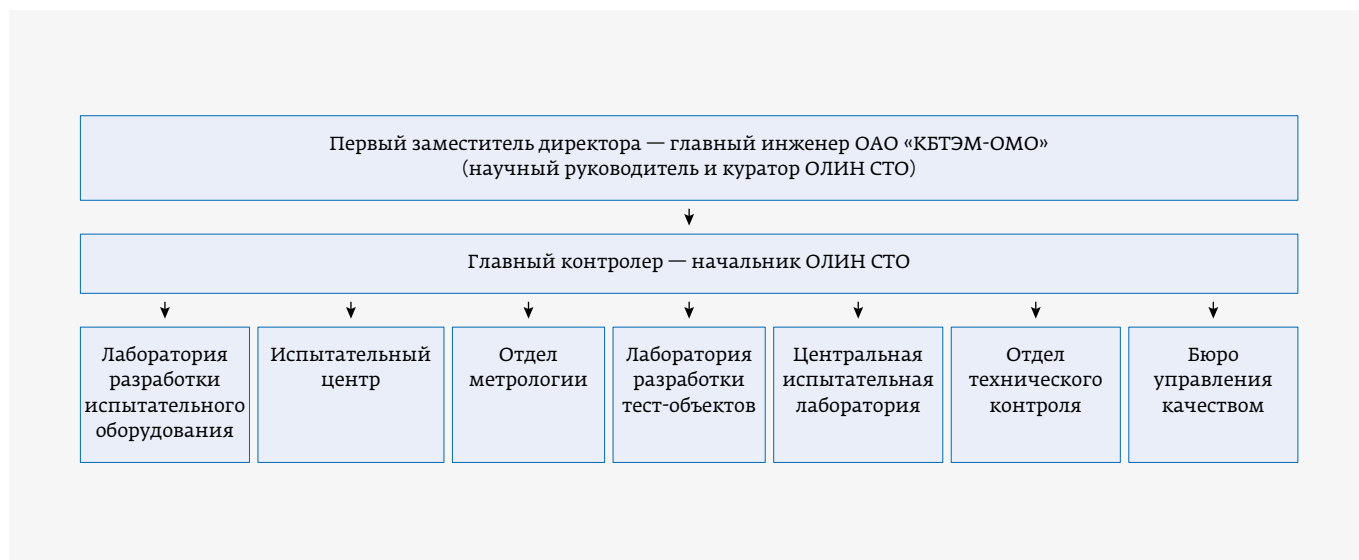 Первый заместитель директора — главный инженер ОАО «КБТЭМ-ОМО»
(научный руководитель и куратор ОЛИН СТО)
Главный контролер — начальник ОЛИН СТО
Лаборатория
разработки
испытательного
оборудования
Испытательный
центр
Отдел
метрологии
Лаборатория
разработки
тест-объектов
Центральная
испытательная
лаборатория
Отдел
технического
контроля
Бюро
управления
качеством